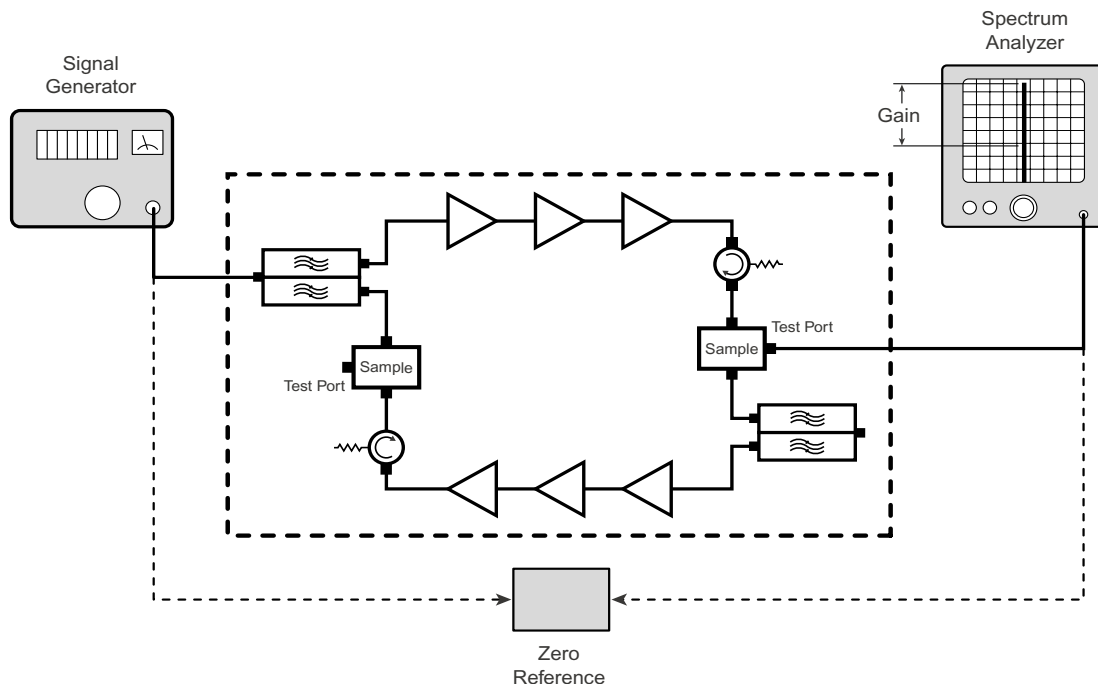 Spectrum
Analyzer
Signal
Generator
Gain
Test Port
Sample
Sample
Test Port
Zero
Reference